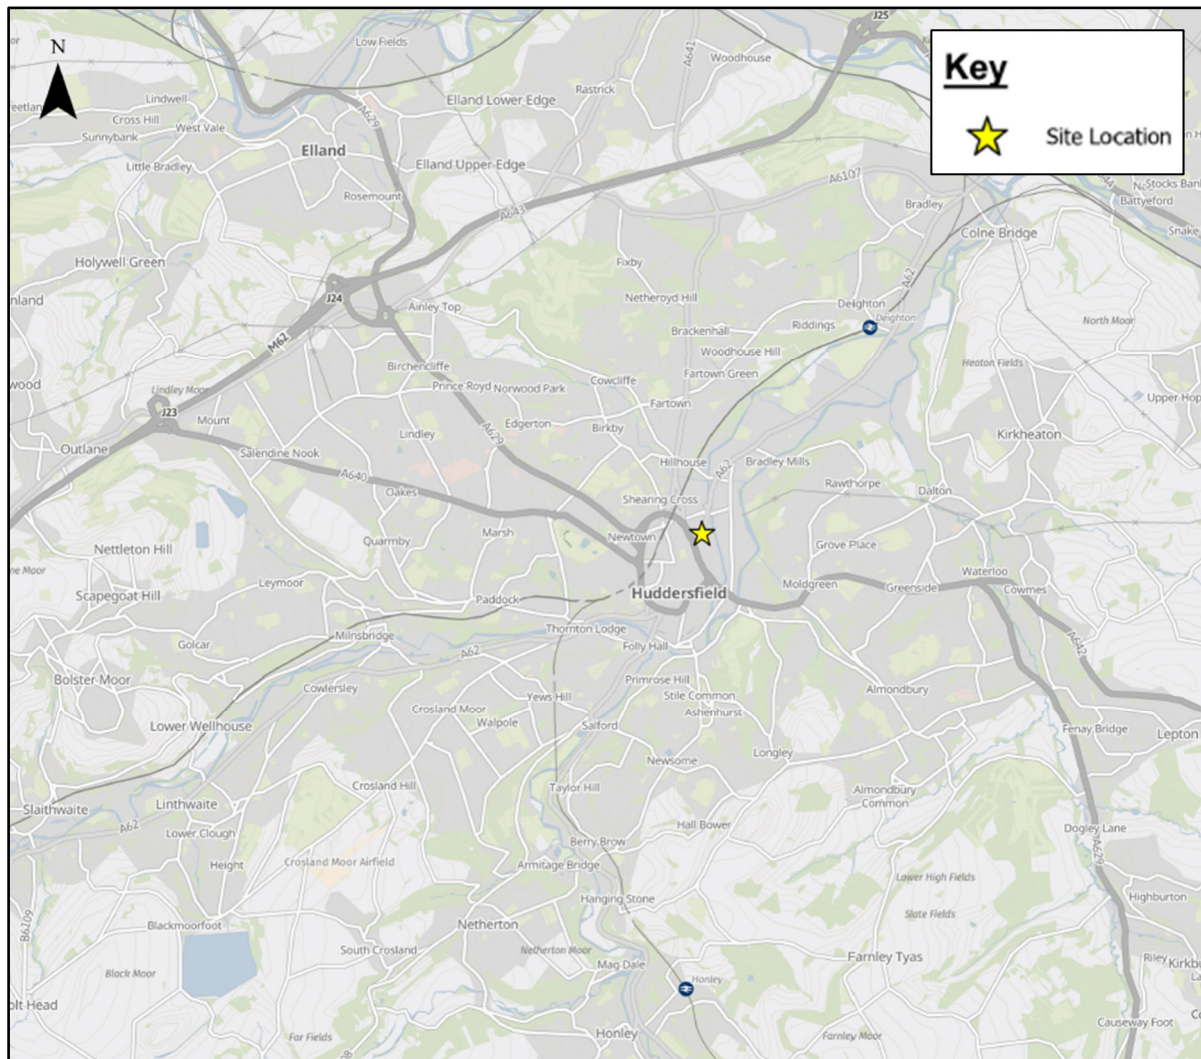 J25
Low Fields
A641
Woodhouse
N
Key
Rastrick
Lindwell
Elland Lower Edge
A629
Cross Hill
West Vale
Sunnybank
Site Location
Elland
Little Bradley
Elland Upper Edge
A6107
Stocks Bank
Battyeford
Rosemount
Bradley
A643
Colne Bridge
Snake
Holywell Green
Fixby
A62
J24
Netheroyd Hill
Ainley Top
Deighton
Deighton
Riddings
North Moor
Brackenhall
M62
Woodhouse Hill
Birchencliffe
Heaton Fields
Fartown Green
Lindley Moor
Prince Royd
Norwood Park
Cowcliffe
Upper Hop
J23
Mount
Fartown
Edgerton
Birkby
A629
Lindley
Kirkheaton
Outlane
Salendine Nook
Hillhouse
A62
Bradley Mills
A640
Rawthorpe
Oakes
Dalton
Shearing Cross
Marsh
Newtown
Quarmby
Grove Place
Nettleton Hill
Leymoor
Waterloo
Moldgreen
Greenside
Cowmes
Scapegoat Hill
Paddock
Huddersfield
Milnsbridge
Thornton Lodge
Golcar
A62
Folly Hall
A642
Bolster Moor
Primrose Hill
Cowlersley
Yews Hill
Stile Common
Almondbury
Crosland Moor
Ashenhurst
Walpole
Lower Wellhouse
Salford
Fenay Bridge
Lepton
Longley
Newsome
Crosland Hill
Taylor Hill
Almondbury
Common
Slaithwaite
Linthwaite
A62
Hall Bower
Lower Clough
Dogley Lane
Berry Brow
A629
Height
Crosland Moor Airfield
Armitage Bridge
Lower High Fields
Hanging Stone
Highburton
B6109
Blackmoorfoot
Netherton
Slate Fields
South Crosland
Netherton Moor
Farnley Tyas
Mag Dale
Riley
Kirkbu
Black Moor
Honley
olt Head
Far Fields
Honley
Farnley Moor
Causeway Foot